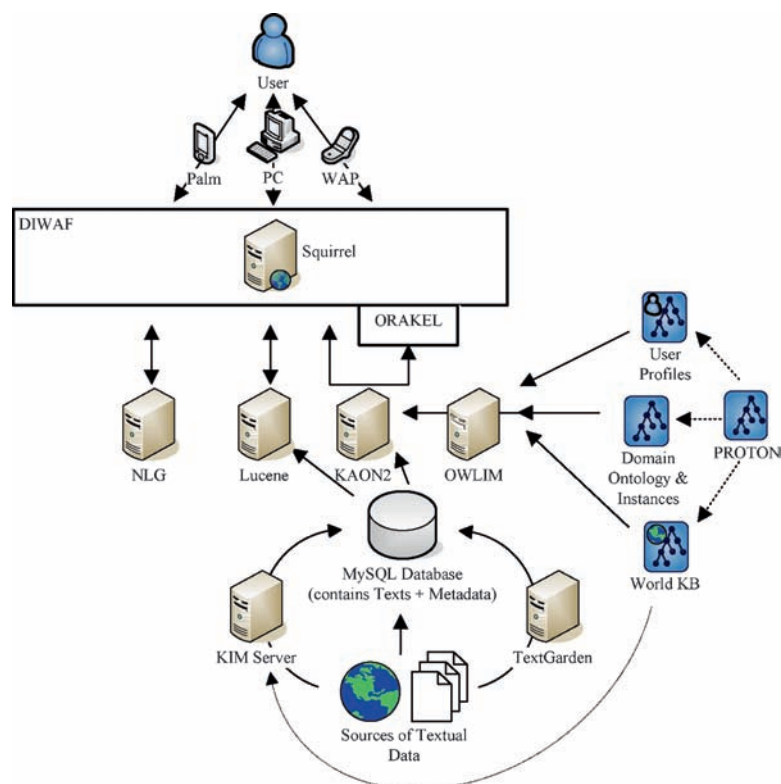 User
Palm
PC
WAP
DIWAF
Squirrel
ORAKEL
User
Profiles
NLG
Lucene
KAON2
OWLIM
Domain
Ontology &
Instances
PROTON
MySQL Database
(contains Texts + Metadata)
World KB
KIM Server
TextGarden
Sources of Textual
Data